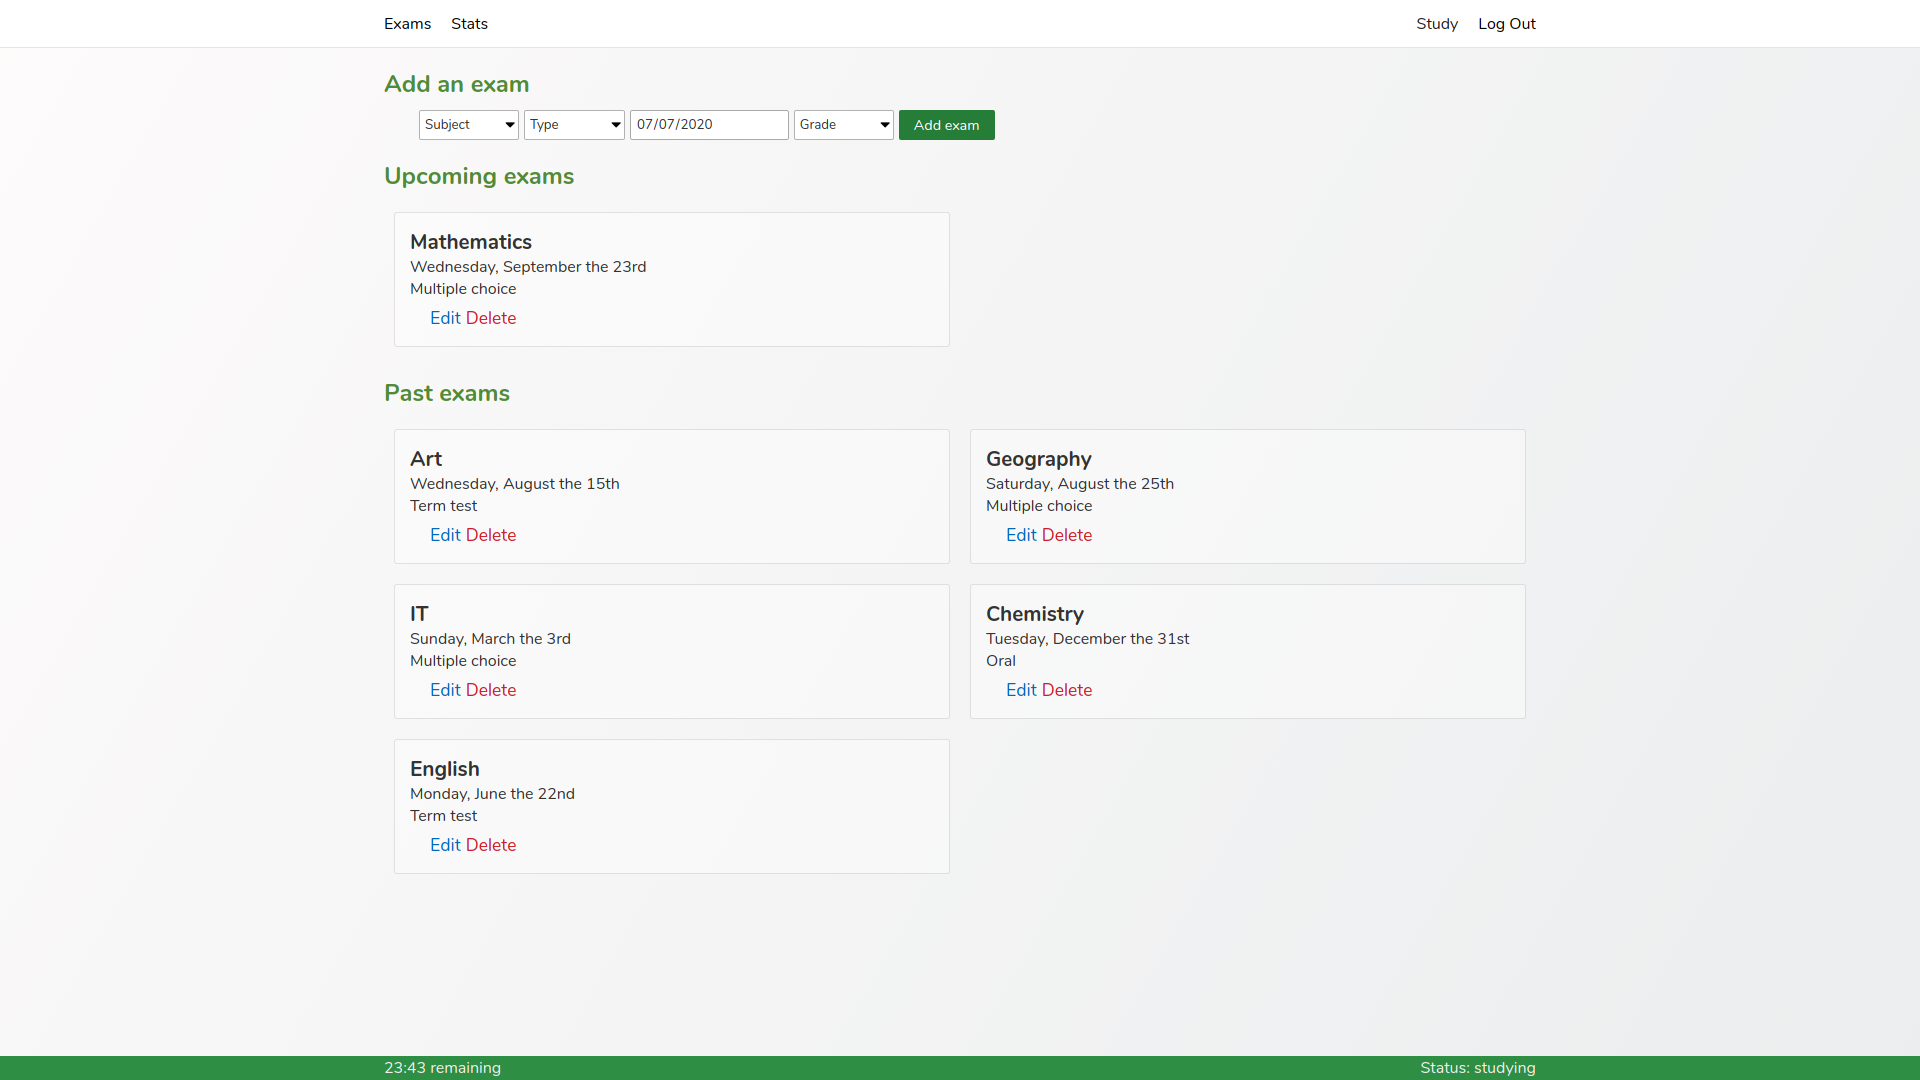 Exams Stats Study Log Out
Add an exam
Subject Type 07/07/2020 Grade Add exam
Upcoming exams
Mathematics
Wednesday, September the 23rd
Multiple choice
Edit Delete
Past exams
Art
Wednesday, August the 15th
Term test
Edit Delete
Geography
Saturday, August the 25th
Multiple choice
Edit Delete
IT
Sunday, March the 3rd
Multiple choice
Edit Delete
Chemistry
Tuesday, December the 31st
Oral
Edit Delete
English
Monday, June the 22nd
Term test
Edit Delete
23:43 remaining Status: studying